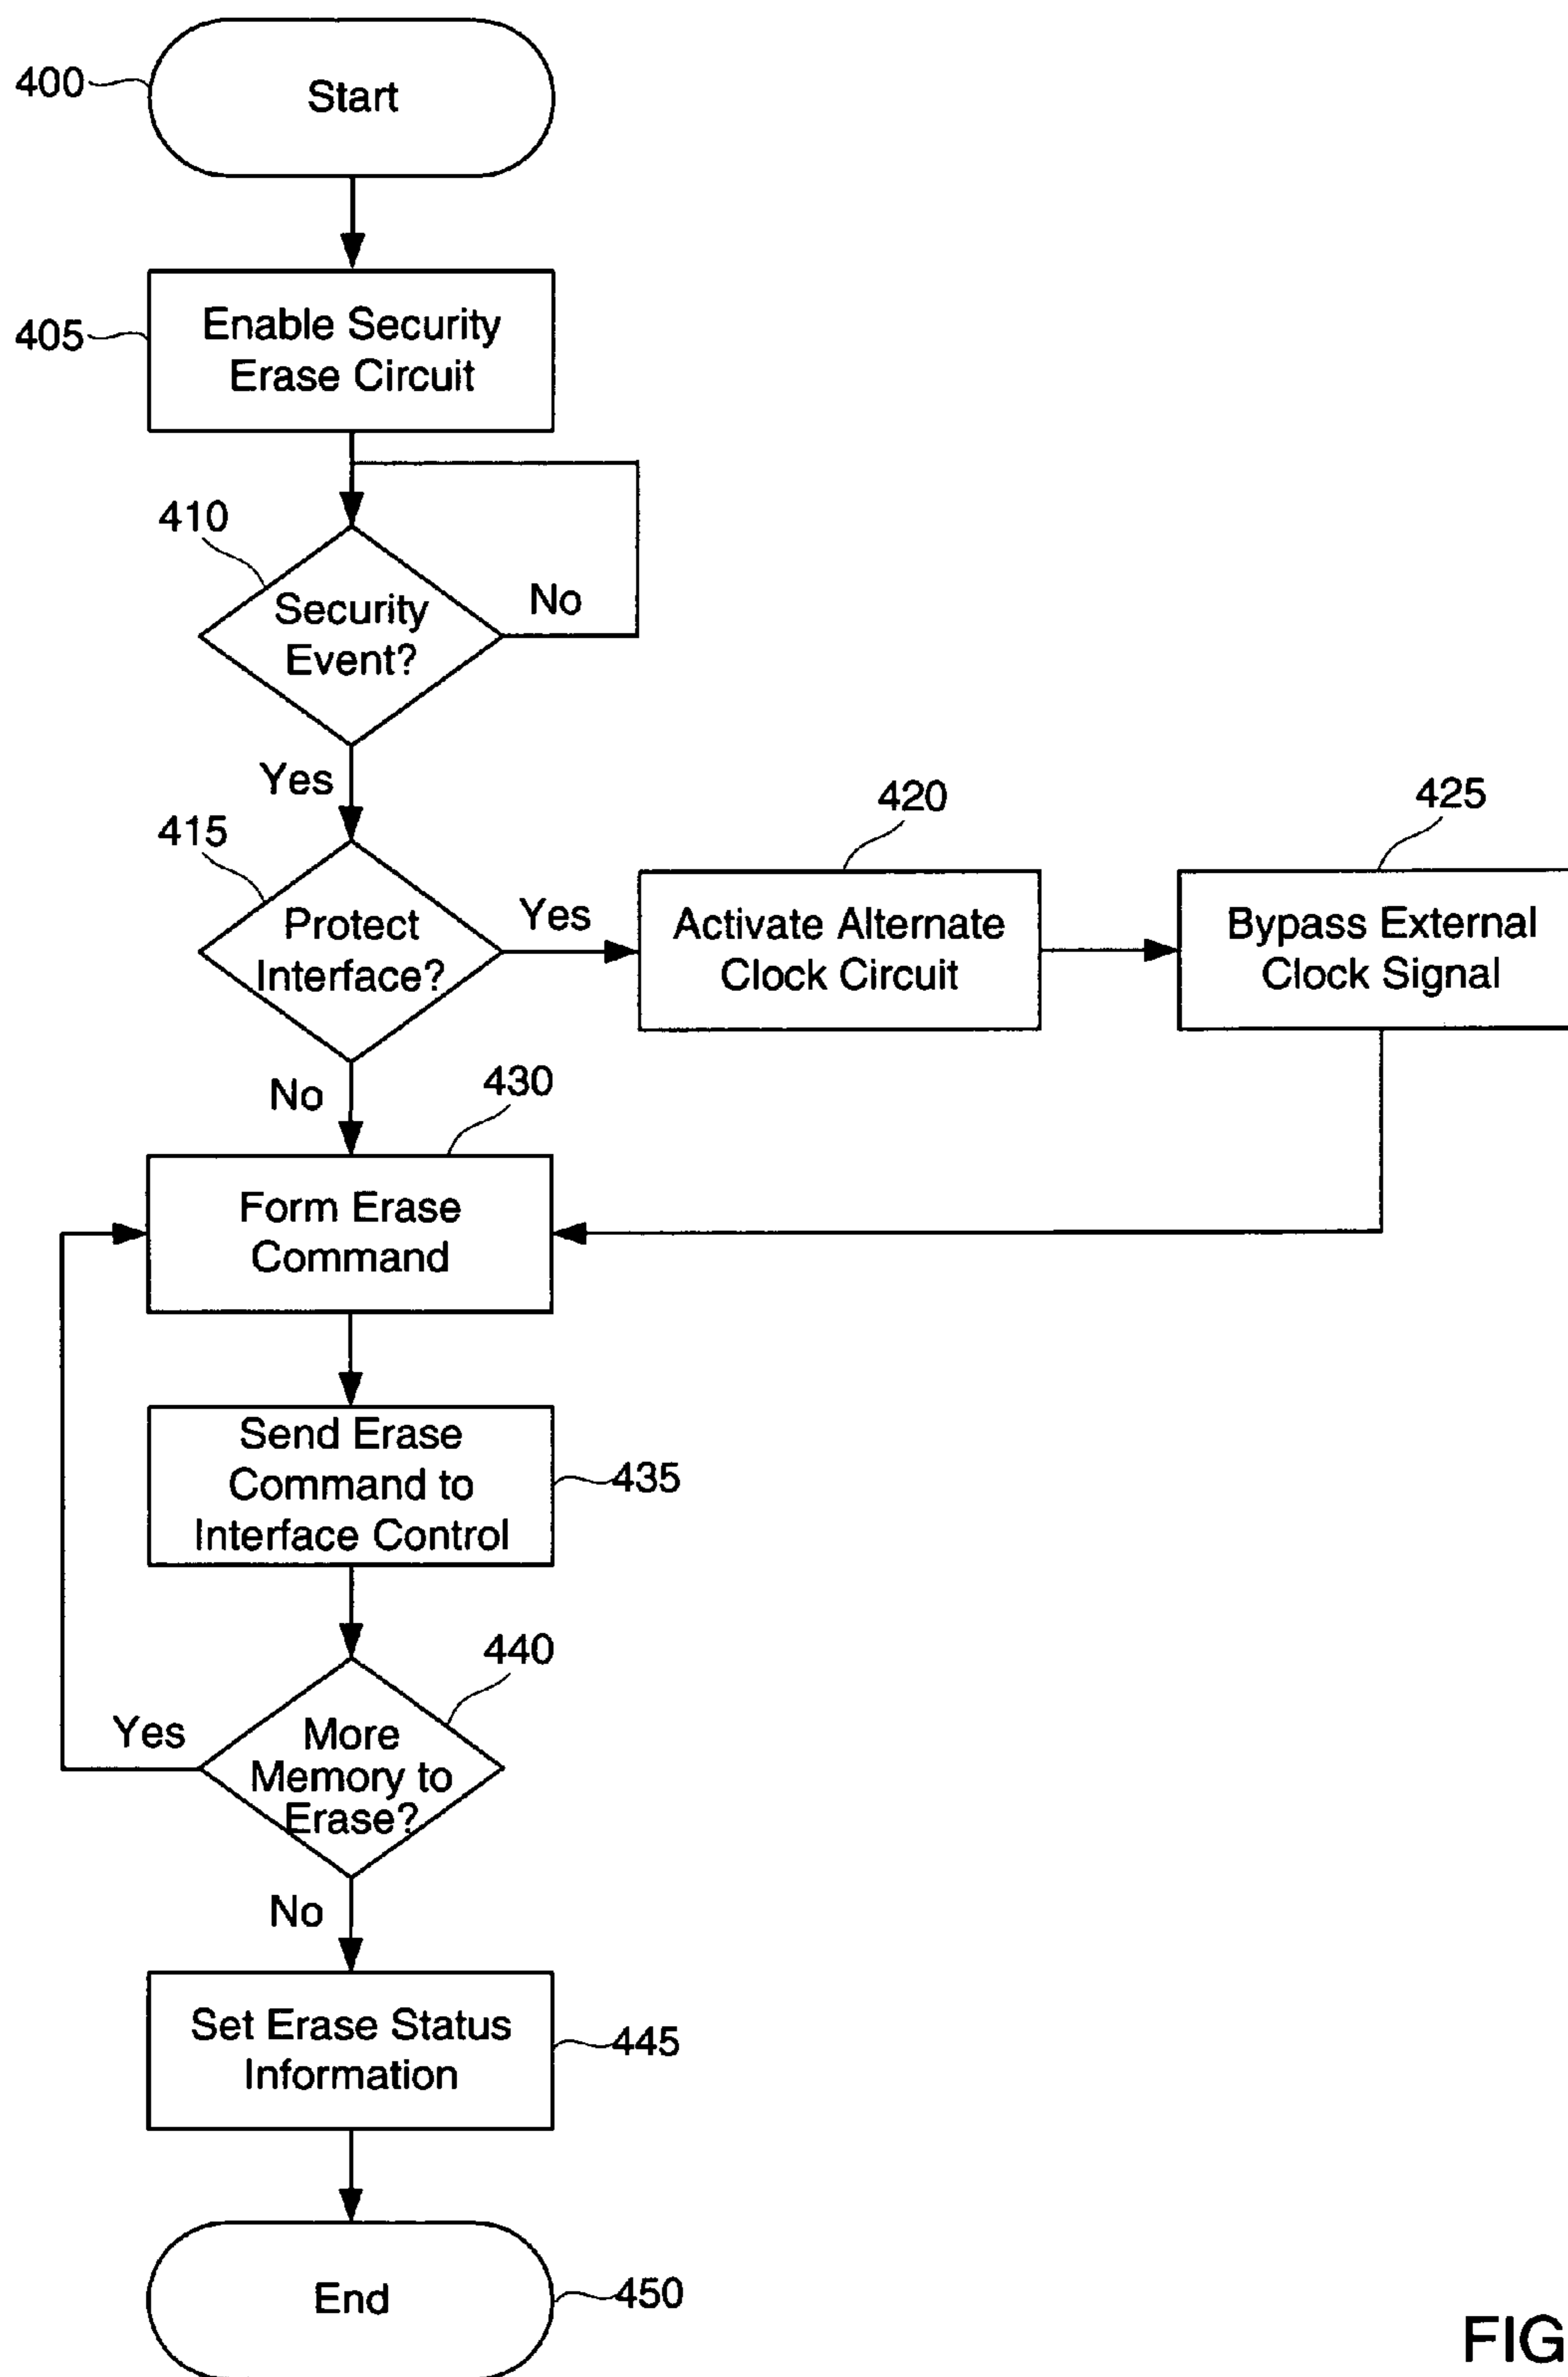 400
Start
405
Enable Security
Erase Circuit
410
Security
Event?
No
Yes
415
Protect
Interface?
Yes
420
Activate Alternate
Clock Circuit
425
Bypass External
Clock Signal
No
430
Form Erase
Command
Send Erase
Command to
Interface Control
435
440
More
Memory to
Erase?
Yes
No
Set Erase Status
Information
445
End
450
FIG